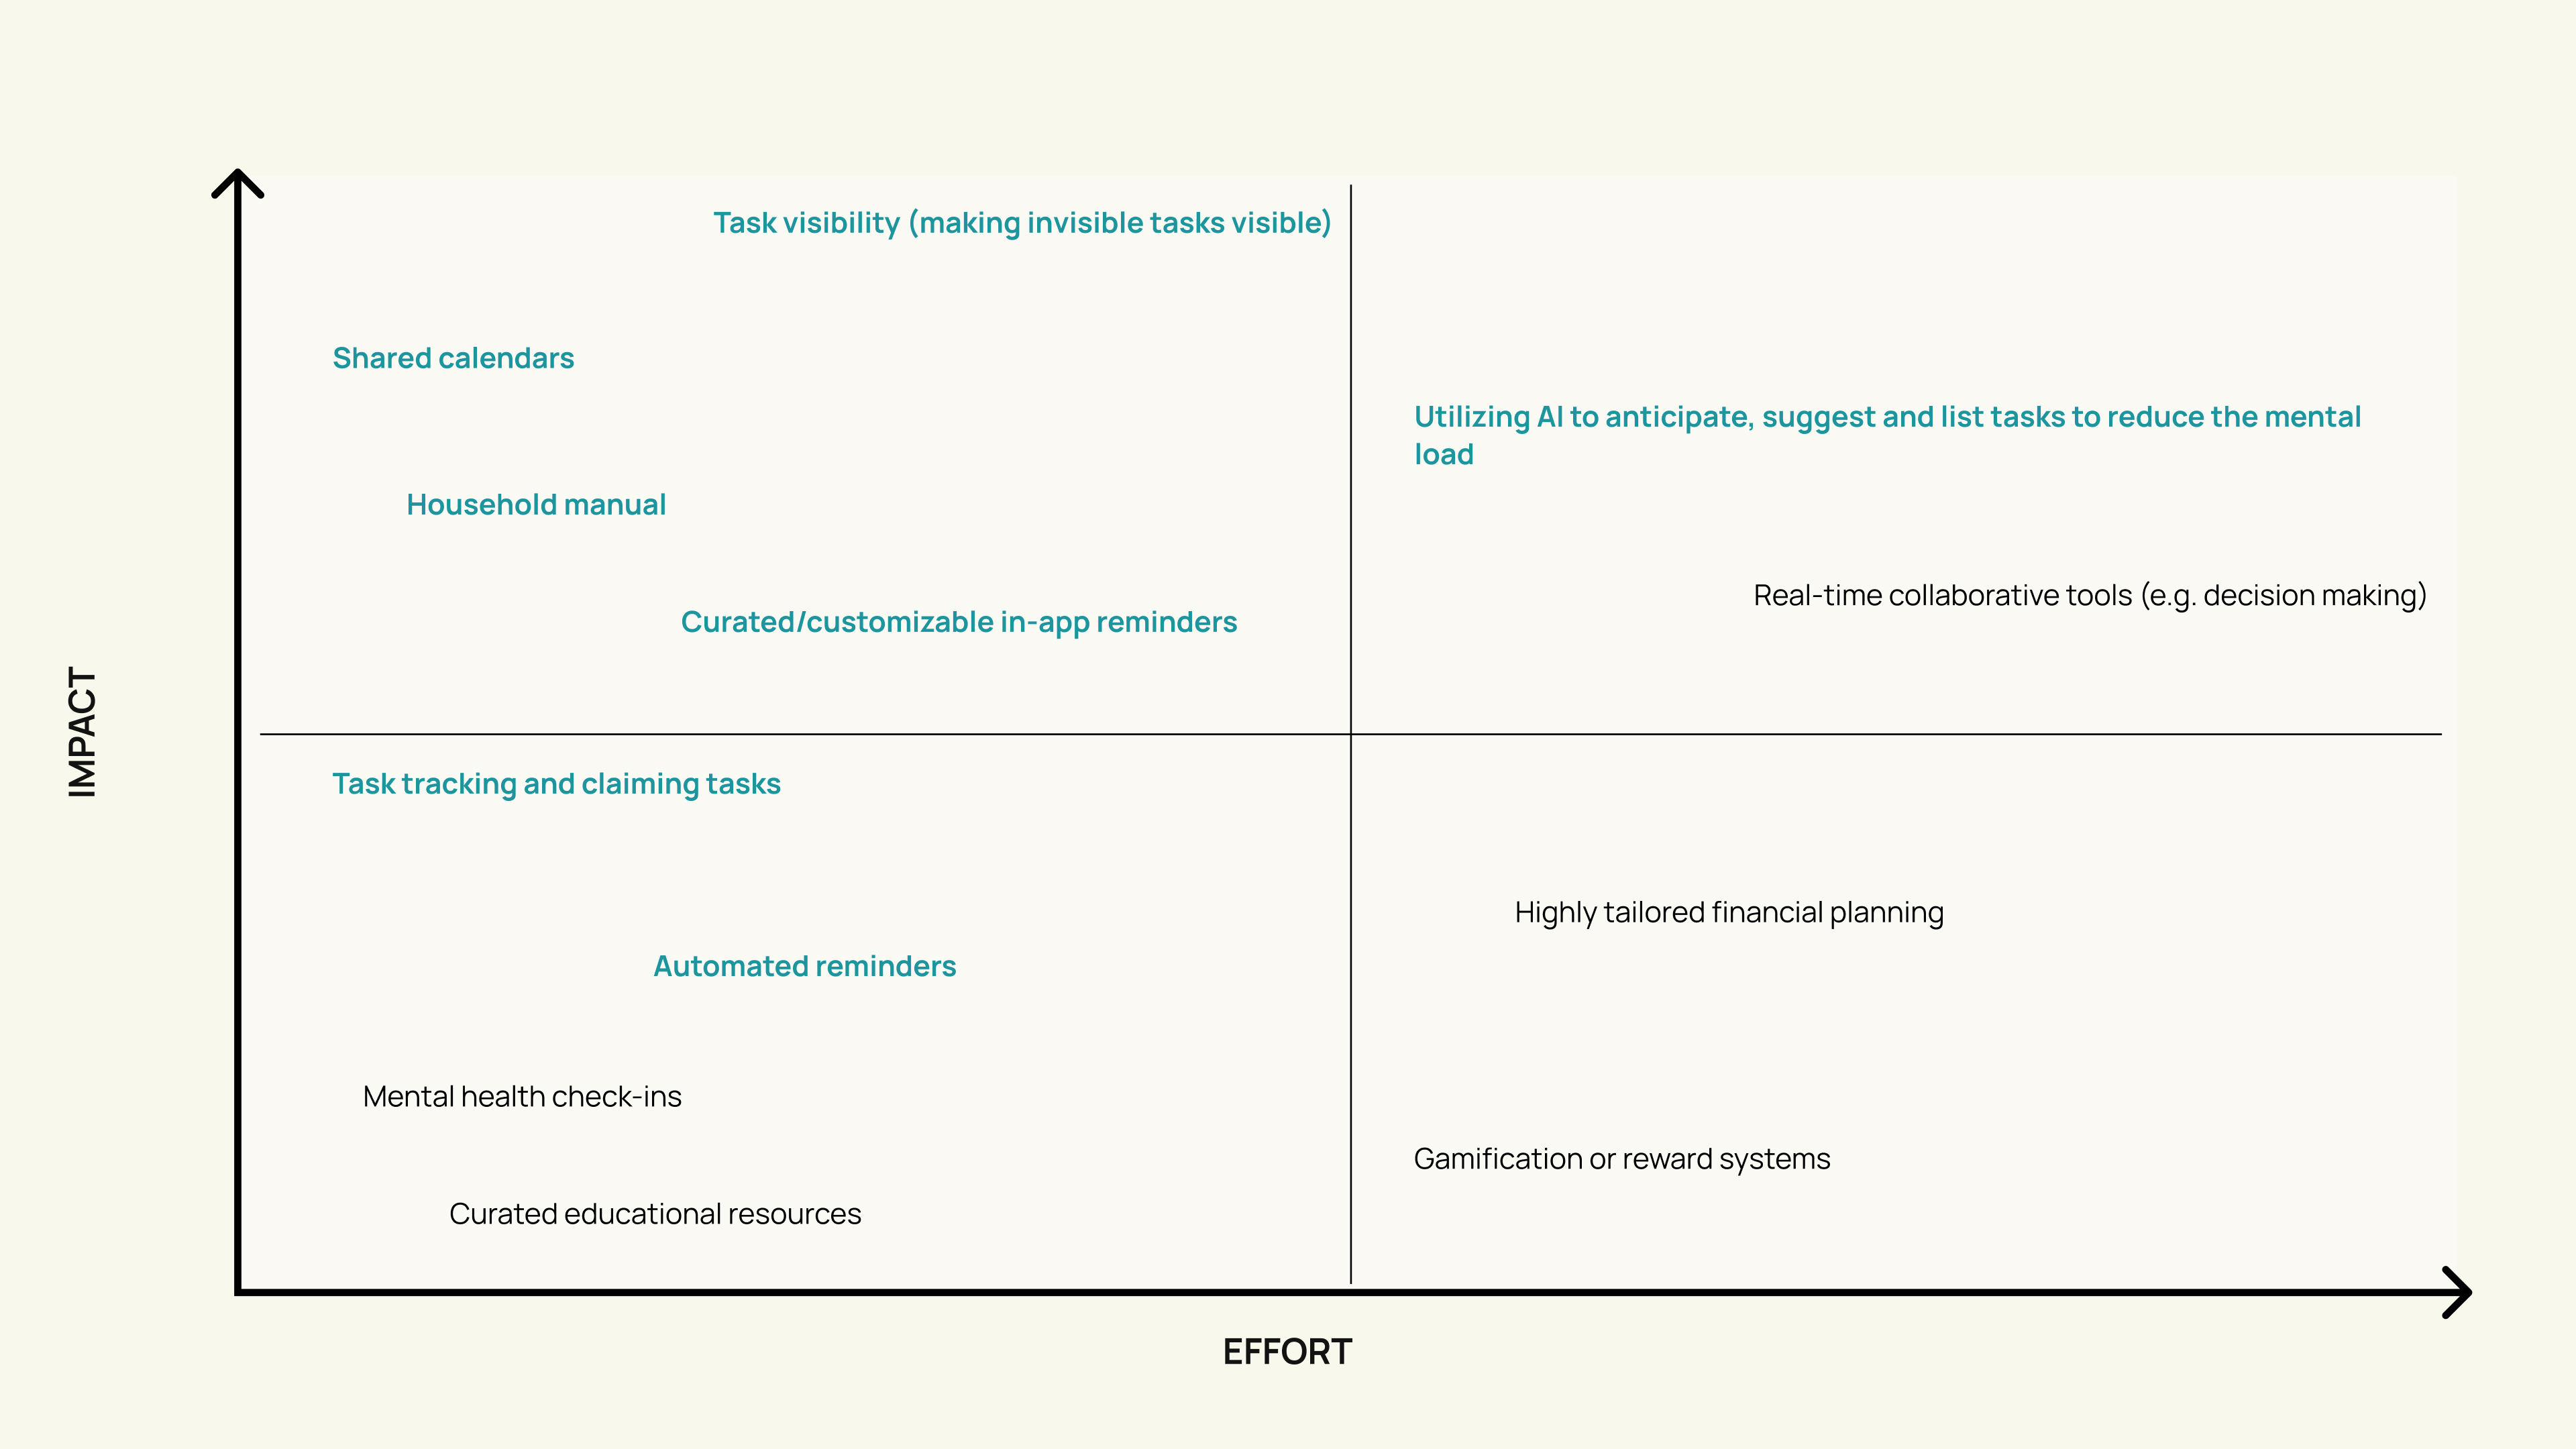 Task visibility (making invisible tasks visible)
Shared calendars
Utilizing AI to anticipate, suggest and list tasks to reduce the mental
load
Household manual
Real-time collaborative tools (e.g. decision making)
Curated/customizable in-app reminders
IMPACT
Task tracking and claiming tasks
Highly tailored financial planning
Automated reminders
Mental health check-ins
Gamification or reward systems
Curated educational resources
EFFORT